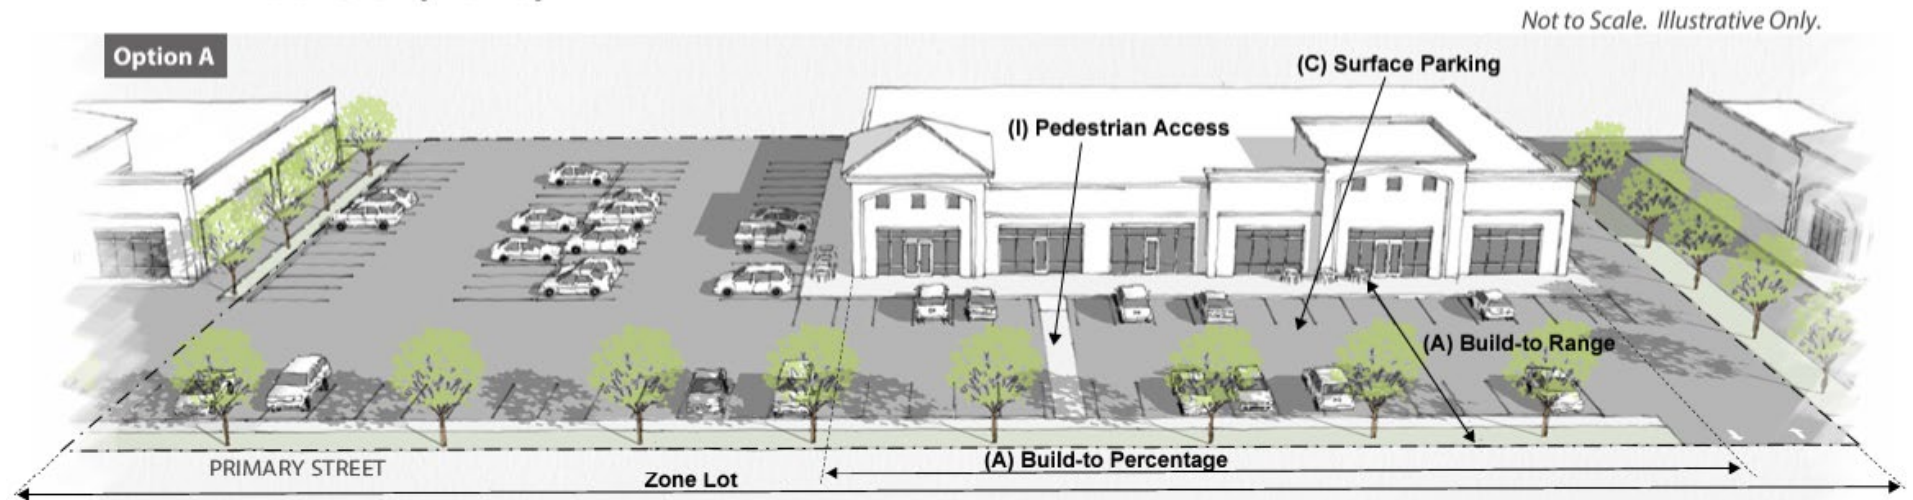 Not to Scale. Illustrative Only.
Option A
(C) Surface Parking
(I) Pedestrian Access
(A) Build-to Range
(A) Build-to Percentage
PRIMARY STREET
Zone Lot